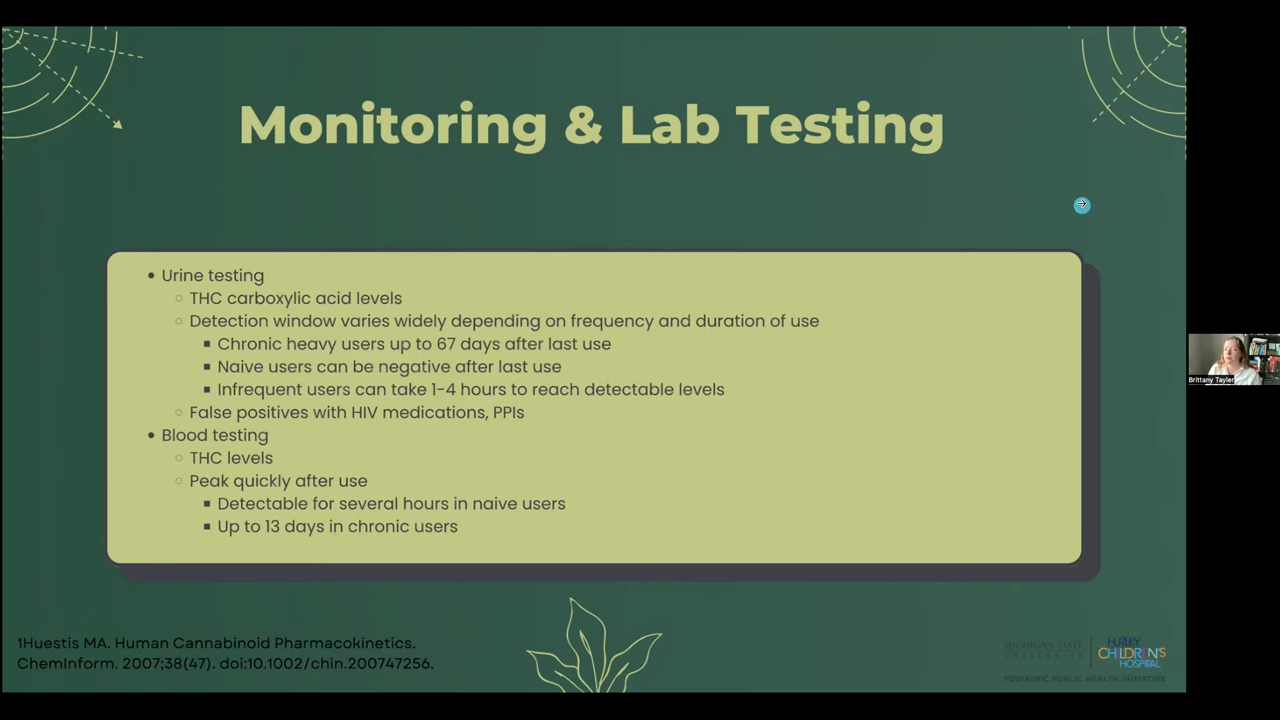 Monitoring & Lab Testing
• Urine testing
○ THC carboxylic acid levels
○ Detection window varies widely depending on frequency and duration of use
▪ Chronic heavy users up to 67 days after last use
▪ Naive users can be negative after last use
▪ Infrequent users can take 1-4 hours to reach detectable levels
○ False positives with HIV medications, PPIs
• Blood testing
○ THC levels
○ Peak quickly after use
▪ Detectable for several hours in naive users
▪ Up to 13 days in chronic users
Brittany Tayler
1Huestis MA. Human Cannabinoid Pharmacokinetics.
ChemInform. 2007;38(47). doi:10.1002/chin.200747256.
MICHIGAN STATE
UNIVERSITY
HURLEY
CHILDREN'S
HOSPITAL
PEDIATRIC PUBLIC HEALTH INITIATIVE